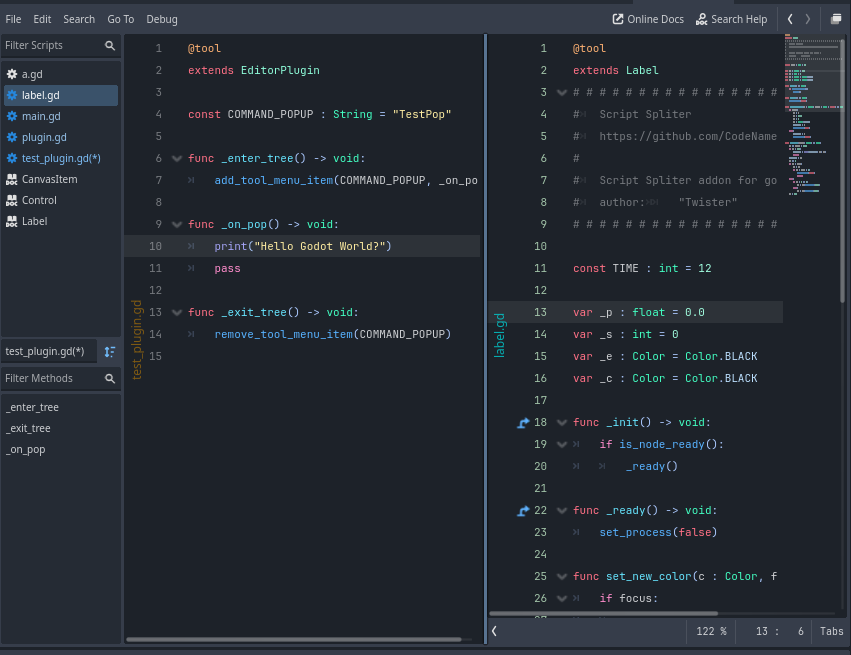 File Edit Search Go To Debug Online Docs Search Help
Filter Scripts
a.gd
label.gd
main.gd
plugin.gd
test_plugin.gd(*)
CanvasItem
Control
Label
test_plugin.gd(*)
Filter Methods
_enter_tree
_exit_tree
_on_pop
1 @tool
2 extends EditorPlugin
3
4 const COMMAND_POPUP : String = "TestPop"
5
6 func _enter_tree() -> void:
7 add_tool_menu_item(COMMAND_POPUP, _on_po
8
9 func _on_pop() -> void:
10 print("Hello Godot World?")
11 pass
12
13 func _exit_tree() -> void:
14 remove_tool_menu_item(COMMAND_POPUP)
15
test_plugin.gd
1 @tool
2 extends Label
3 # # # # # # # # # # # # # # # #
4 # Script Spliter
5 # https://github.com/CodeName
6 #
7 # Script Spliter addon for go
8 # author: "Twister"
9 # # # # # # # # # # # # # # # #
10
11 const TIME : int = 12
12
13 var _p : float = 0.0
14 var _s : int = 0
15 var _e : Color = Color.BLACK
16 var _c : Color = Color.BLACK
17
18 func _init() -> void:
19 if is_node_ready():
20 _ready()
21
22 func _ready() -> void:
23 set_process(false)
24
25 func set_new_color(c : Color, f
26 if focus:
label.gd
122 % 13 : 6 Tabs